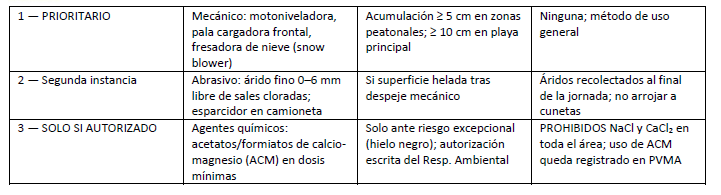 1 — PRIORITARIO
Mecánico: motoniveladora,
pala cargadora frontal,
fresadora de nieve (snow
blower)
Acumulación ≥ 5 cm en zonas
peatonales; ≥ 10 cm en playa
principal
Ninguna; método de uso
general
2 — Segunda instancia
Abrasivo: árido fino 0–6 mm
libre de sales cloradas;
esparcidor en camioneta
Si superficie helada tras
despeje mecánico
Áridos recolectados al final
de la jornada; no arrojar a
cunetas
3 — SOLO SI AUTORIZADO
Agentes químicos:
acetatos/formiatos de calcio-
magnesio (ACM) en dosis
mínimas
Solo ante riesgo excepcional
(hielo negro); autorización
escrita del Resp. Ambiental
PROHIBIDOS NaCl y CaCl₂ en
toda el área; uso de ACM
queda registrado en PVMA